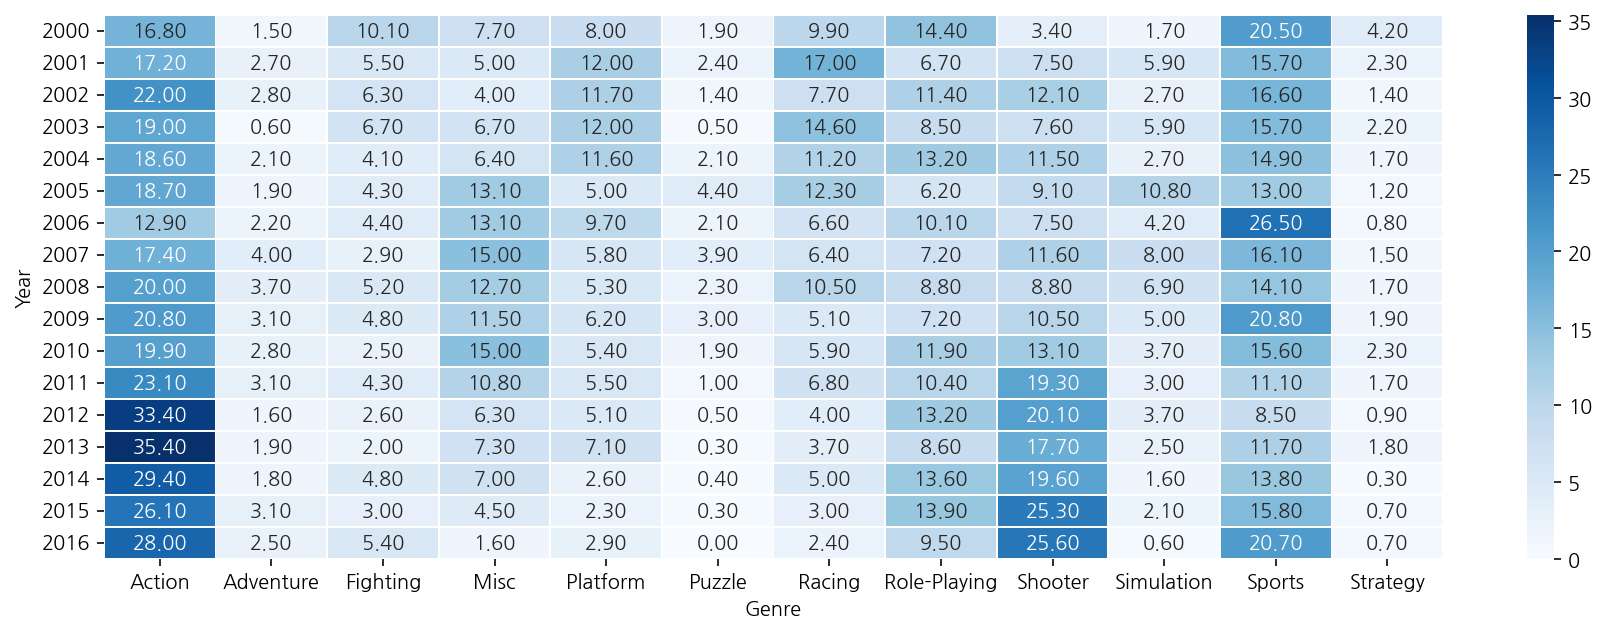 2000 16.80 1.50 10.10 7.70 8.00 1.90 9.90 14.40 3.40 1.70 20.50 4.20
2001 17.20 2.70 5.50 5.00 12.00 2.40 17.00 6.70 7.50 5.90 15.70 2.30
2002 22.00 2.80 6.30 4.00 11.70 1.40 7.70 11.40 12.10 2.70 16.60 1.40
2003 19.00 0.60 6.70 6.70 12.00 0.50 14.60 8.50 7.60 5.90 15.70 2.20
2004 18.60 2.10 4.10 6.40 11.60 2.10 11.20 13.20 11.50 2.70 14.90 1.70
2005 18.70 1.90 4.30 13.10 5.00 4.40 12.30 6.20 9.10 10.80 13.00 1.20
2006 12.90 2.20 4.40 13.10 9.70 2.10 6.60 10.10 7.50 4.20 26.50 0.80
2007 17.40 4.00 2.90 15.00 5.80 3.90 6.40 7.20 11.60 8.00 16.10 1.50
2008 20.00 3.70 5.20 12.70 5.30 2.30 10.50 8.80 8.80 6.90 14.10 1.70
2009 20.80 3.10 4.80 11.50 6.20 3.00 5.10 7.20 10.50 5.00 20.80 1.90
2010 19.90 2.80 2.50 15.00 5.40 1.90 5.90 11.90 13.10 3.70 15.60 2.30
2011 23.10 3.10 4.30 10.80 5.50 1.00 6.80 10.40 19.30 3.00 11.10 1.70
2012 33.40 1.60 2.60 6.30 5.10 0.50 4.00 13.20 20.10 3.70 8.50 0.90
2013 35.40 1.90 2.00 7.30 7.10 0.30 3.70 8.60 17.70 2.50 11.70 1.80
2014 29.40 1.80 4.80 7.00 2.60 0.40 5.00 13.60 19.60 1.60 13.80 0.30
2015 26.10 3.10 3.00 4.50 2.30 0.30 3.00 13.90 25.30 2.10 15.80 0.70
2016 28.00 2.50 5.40 1.60 2.90 0.00 2.40 9.50 25.60 0.60 20.70 0.70
Action Adventure Fighting Misc Platform Puzzle Racing Role-Playing Shooter Simulation Sports Strategy
Genre
Year
35
30
25
20
15
10
5
0